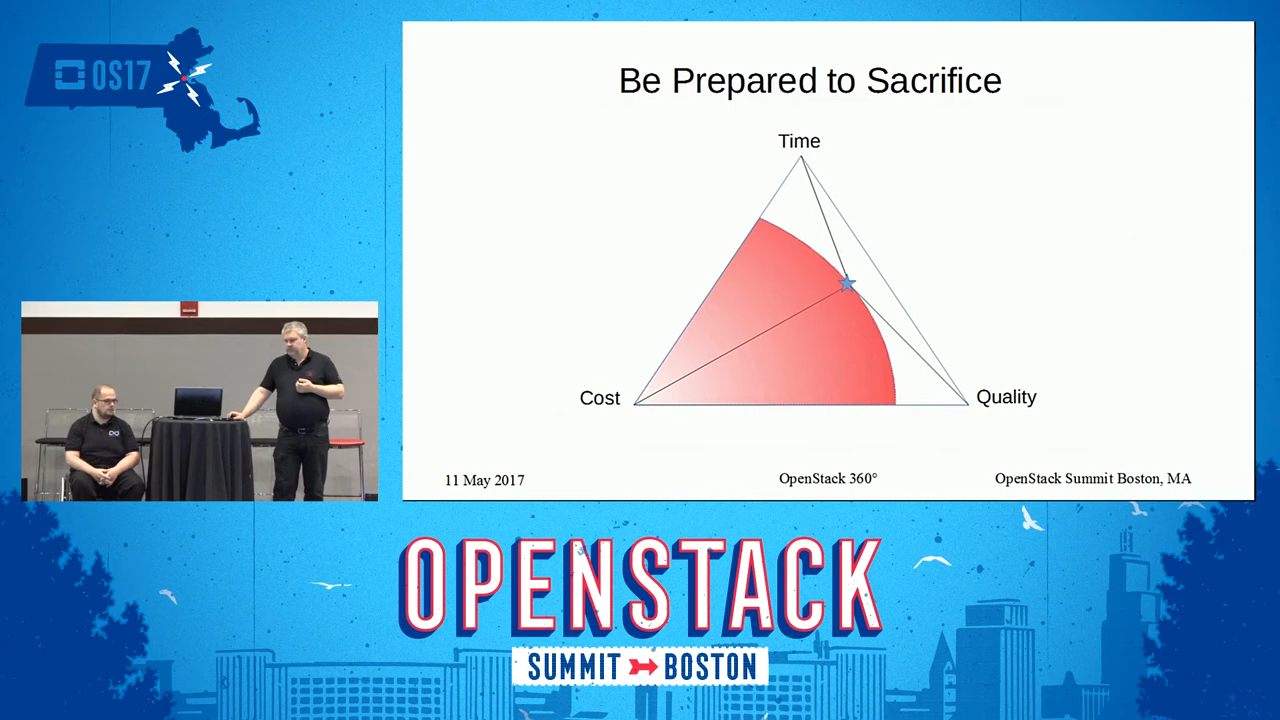 OS17
Be Prepared to Sacrifice
Time
Cost
Quality
11 May 2017
OpenStack 360°
OpenStack Summit Boston, MA
OPENSTACK
SUMMIT BOSTON